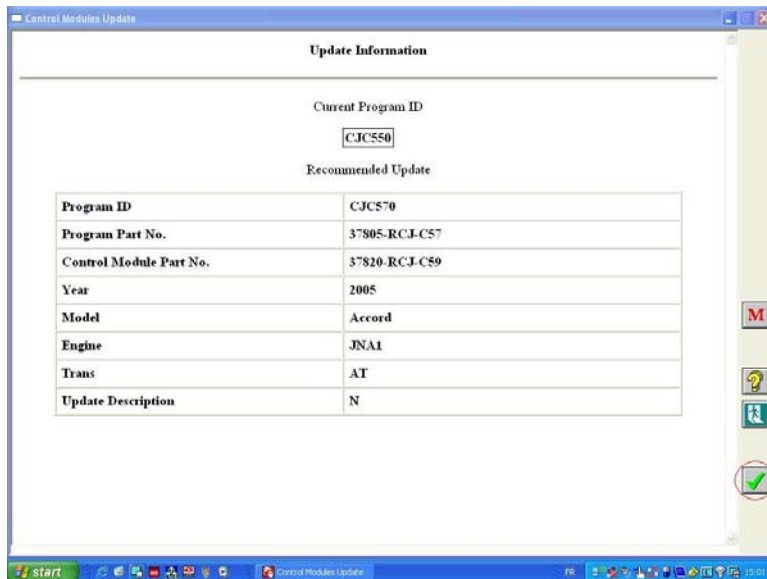 Control Modules Update
Update Information
Current Program ID
CJC550
Recommended Update
Program ID CJC570
Program Part No. 37805-RCJ-C57
Control Module Part No. 37820-RCJ-C59
Year 2005
Model Accord
Engine JNA1
Trans AT
Update Description N
M
?
start Control Modules Update FR 15:01